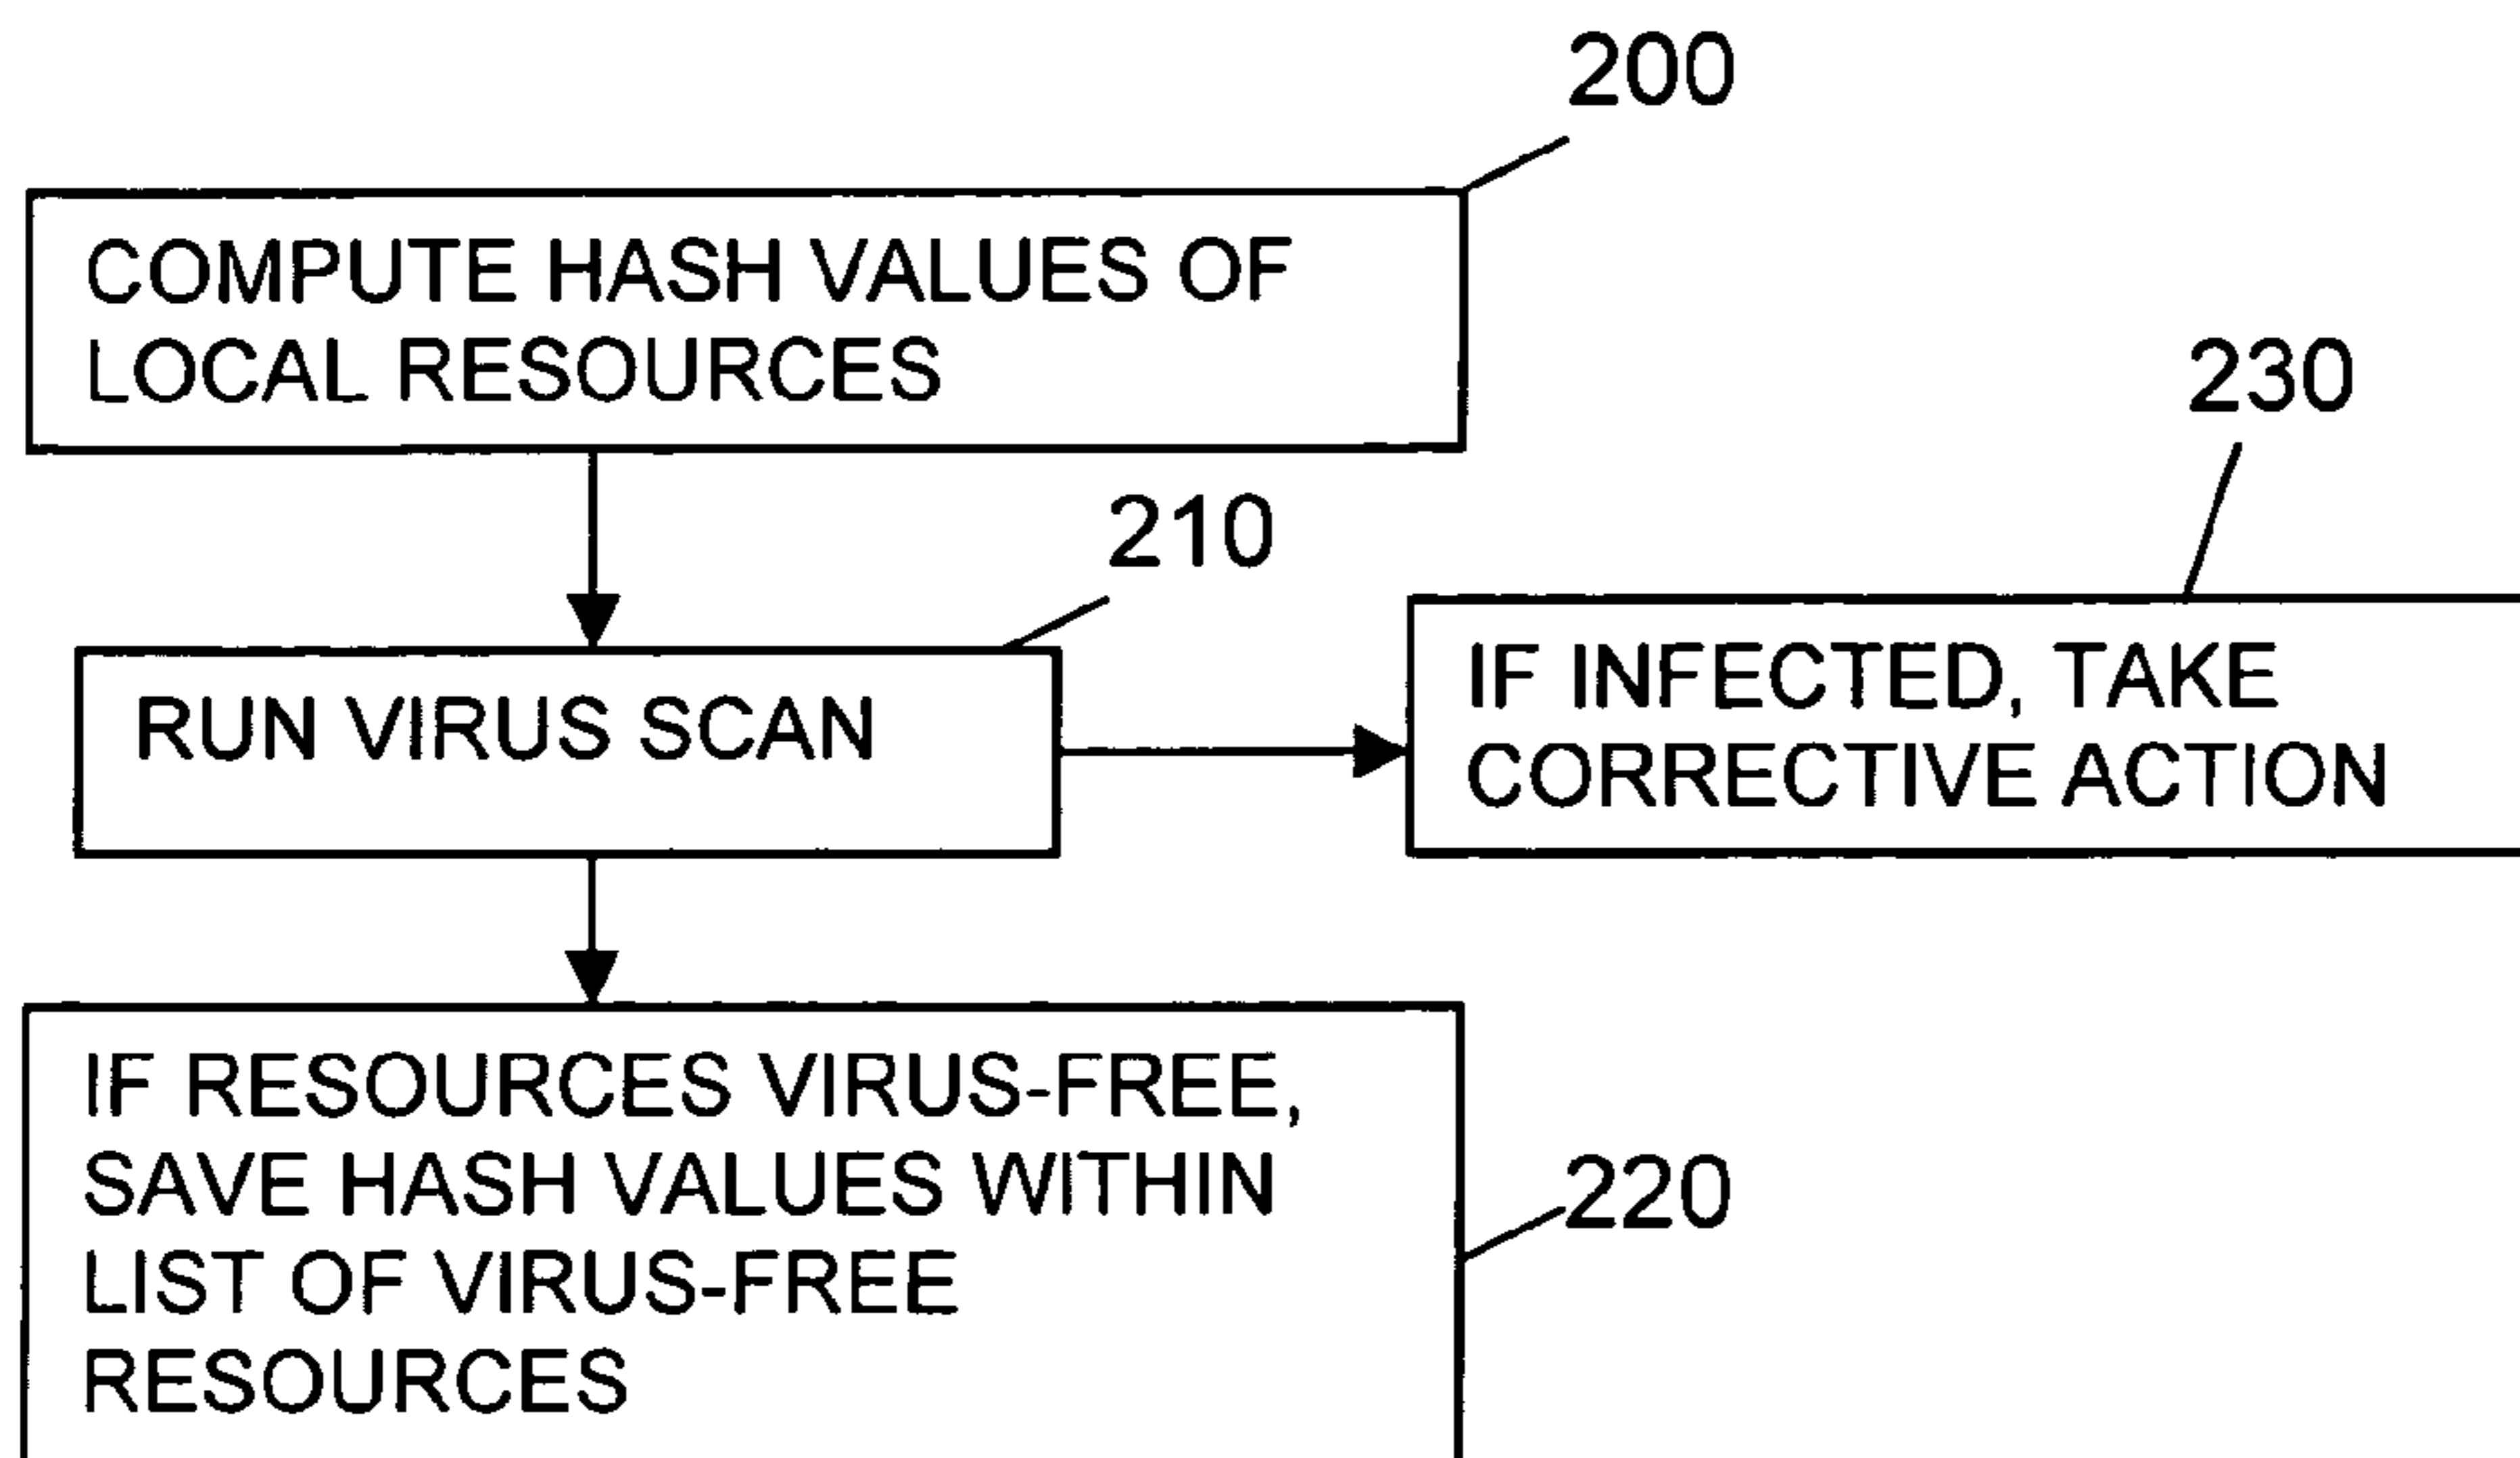 200
COMPUTE HASH VALUES OF
LOCAL RESOURCES
230
210
RUN VIRUS SCAN
IF INFECTED, TAKE
CORRECTIVE ACTION
IF RESOURCES VIRUS-FREE,
SAVE HASH VALUES WITHIN
LIST OF VIRUS-FREE
RESOURCES
220